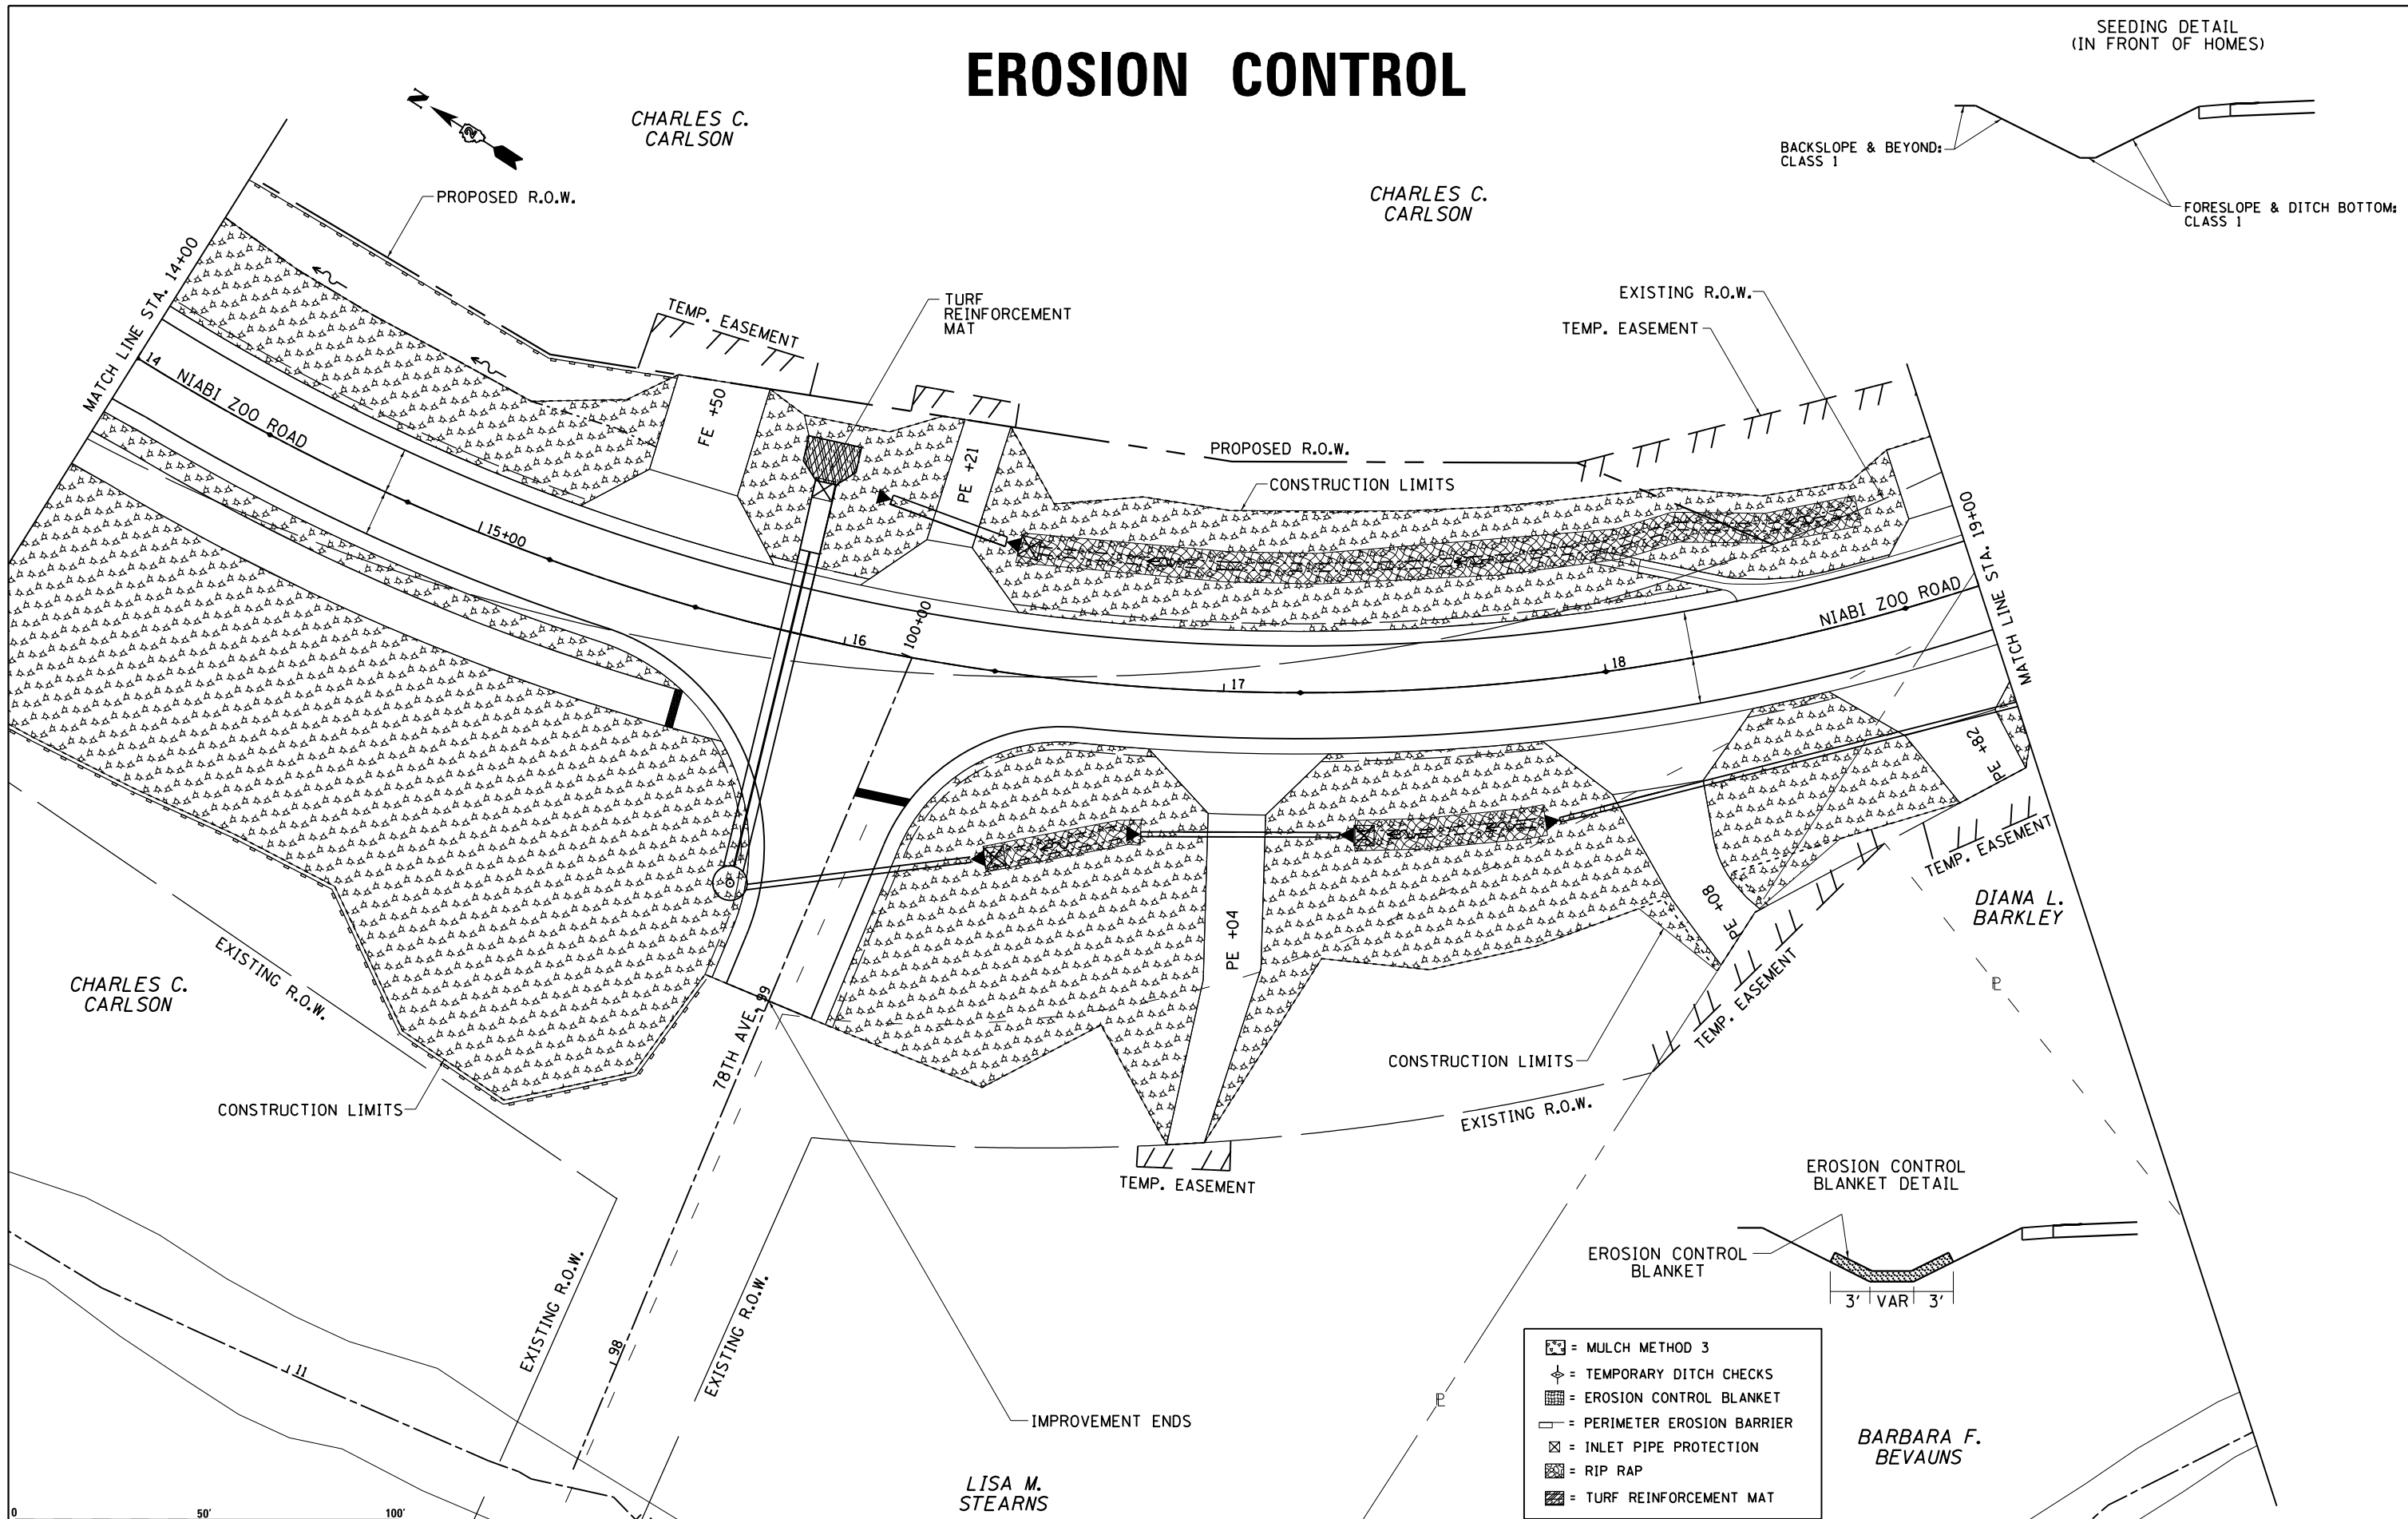 EROSION CONTROL
SEEDING DETAIL
(IN FRONT OF HOMES)
BACKSLOPE & BEYOND:
CLASS 1
FORESLOPE & DITCH BOTTOM:
CLASS 1
N
2
CHARLES C.
CARLSON
PROPOSED R.O.W.
CHARLES C.
CARLSON
MATCH LINE STA. 14+00
TEMP. EASEMENT
TURF
REINFORCEMENT
MAT
EXISTING R.O.W.
TEMP. EASEMENT
14
NIABI ZOO ROAD
FE +50
PE +21
PROPOSED R.O.W.
CONSTRUCTION LIMITS
15+00
16
100+00
17
18
NIABI ZOO ROAD
MATCH LINE STA. 19+00
PE +82
TEMP. EASEMENT
PE +08
PE +04
DIANA L.
BARKLEY
CHARLES C.
CARLSON
EXISTING R.O.W.
78TH AVE.
99
TEMP. EASEMENT
CONSTRUCTION LIMITS
CONSTRUCTION LIMITS
EXISTING R.O.W.
TEMP. EASEMENT
PL
EROSION CONTROL
BLANKET DETAIL
EROSION CONTROL
BLANKET
3' VAR 3'
EXISTING R.O.W.
EXISTING R.O.W.
98
11
IMPROVEMENT ENDS
PL
LISA M.
STEARNS
BARBARA F.
BEVAUNS
= MULCH METHOD 3
= TEMPORARY DITCH CHECKS
= EROSION CONTROL BLANKET
= PERIMETER EROSION BARRIER
= INLET PIPE PROTECTION
= RIP RAP
= TURF REINFORCEMENT MAT
0 50' 100'